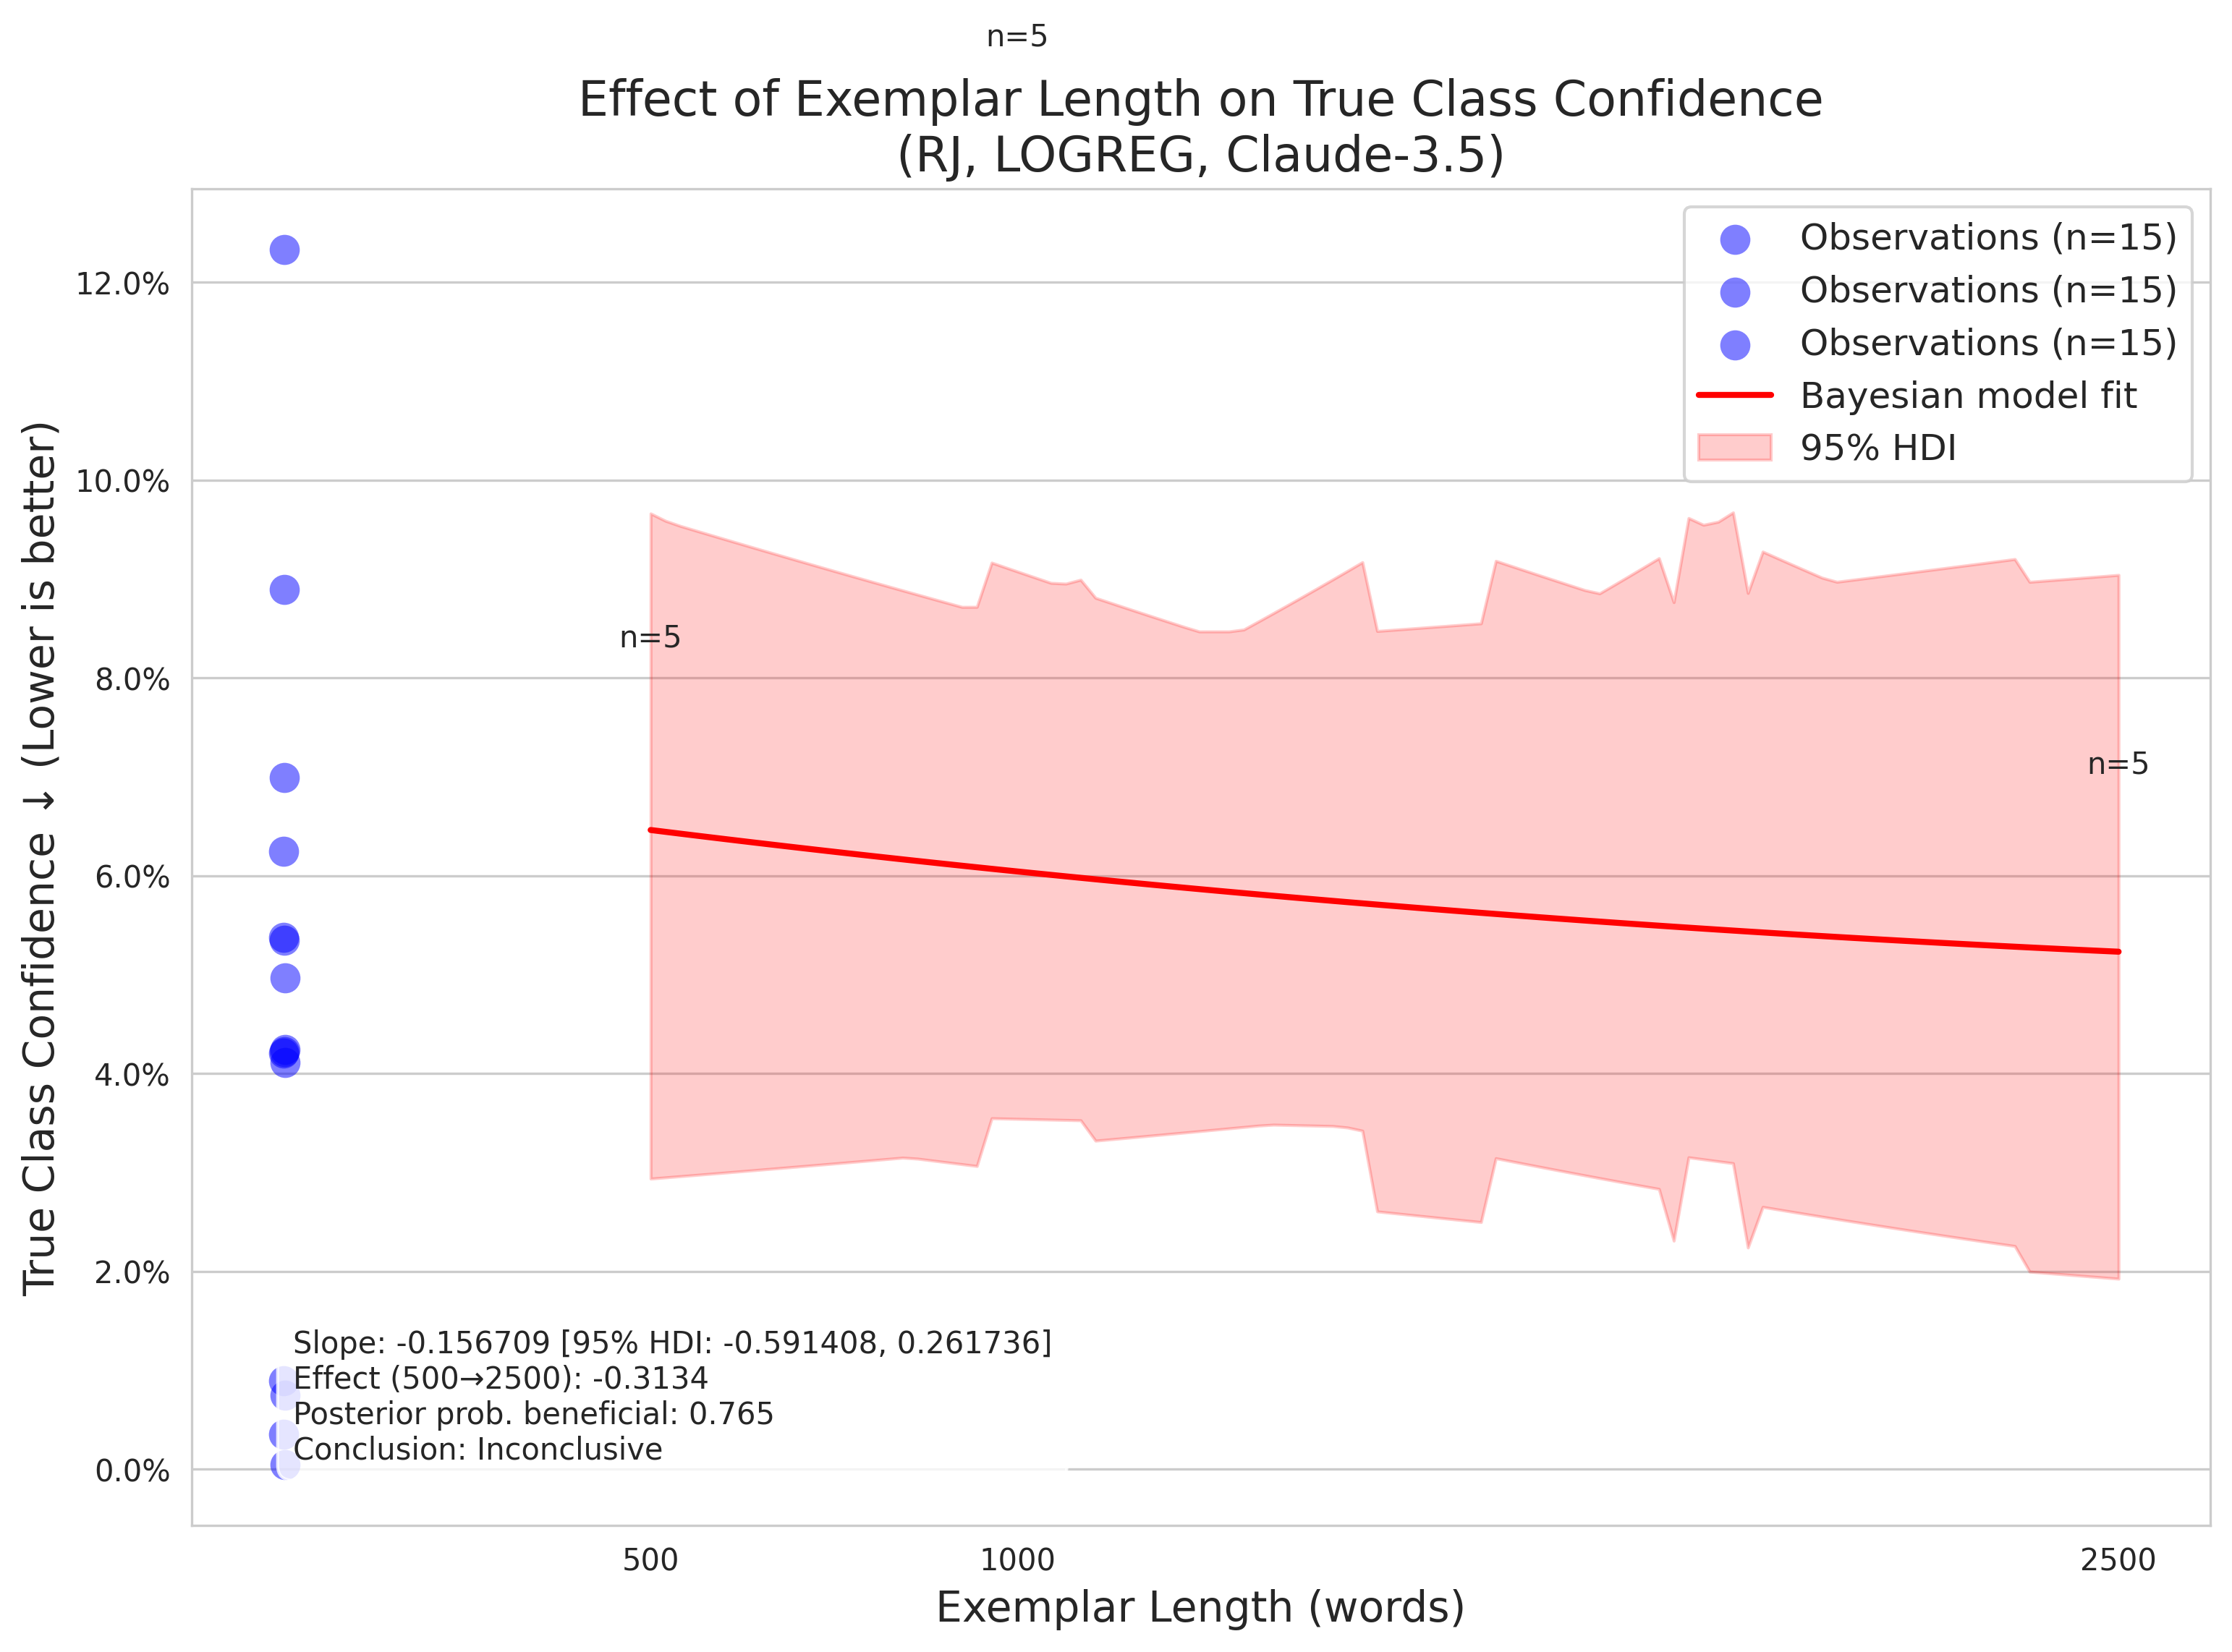 n=5
Effect of Exemplar Length on True Class Confidence
(RJ, LOGREG, Claude-3.5)
True Class Confidence ↓ (Lower is better)
12.0%
10.0%
8.0%
6.0%
4.0%
2.0%
0.0%
Observations (n=15)
Observations (n=15)
Observations (n=15)
Bayesian model fit
95% HDI
n=5
n=5
Slope: -0.156709 [95% HDI: -0.591408, 0.261736]
Effect (500→2500): -0.3134
Posterior prob. beneficial: 0.765
Conclusion: Inconclusive
500
1000
2500
Exemplar Length (words)